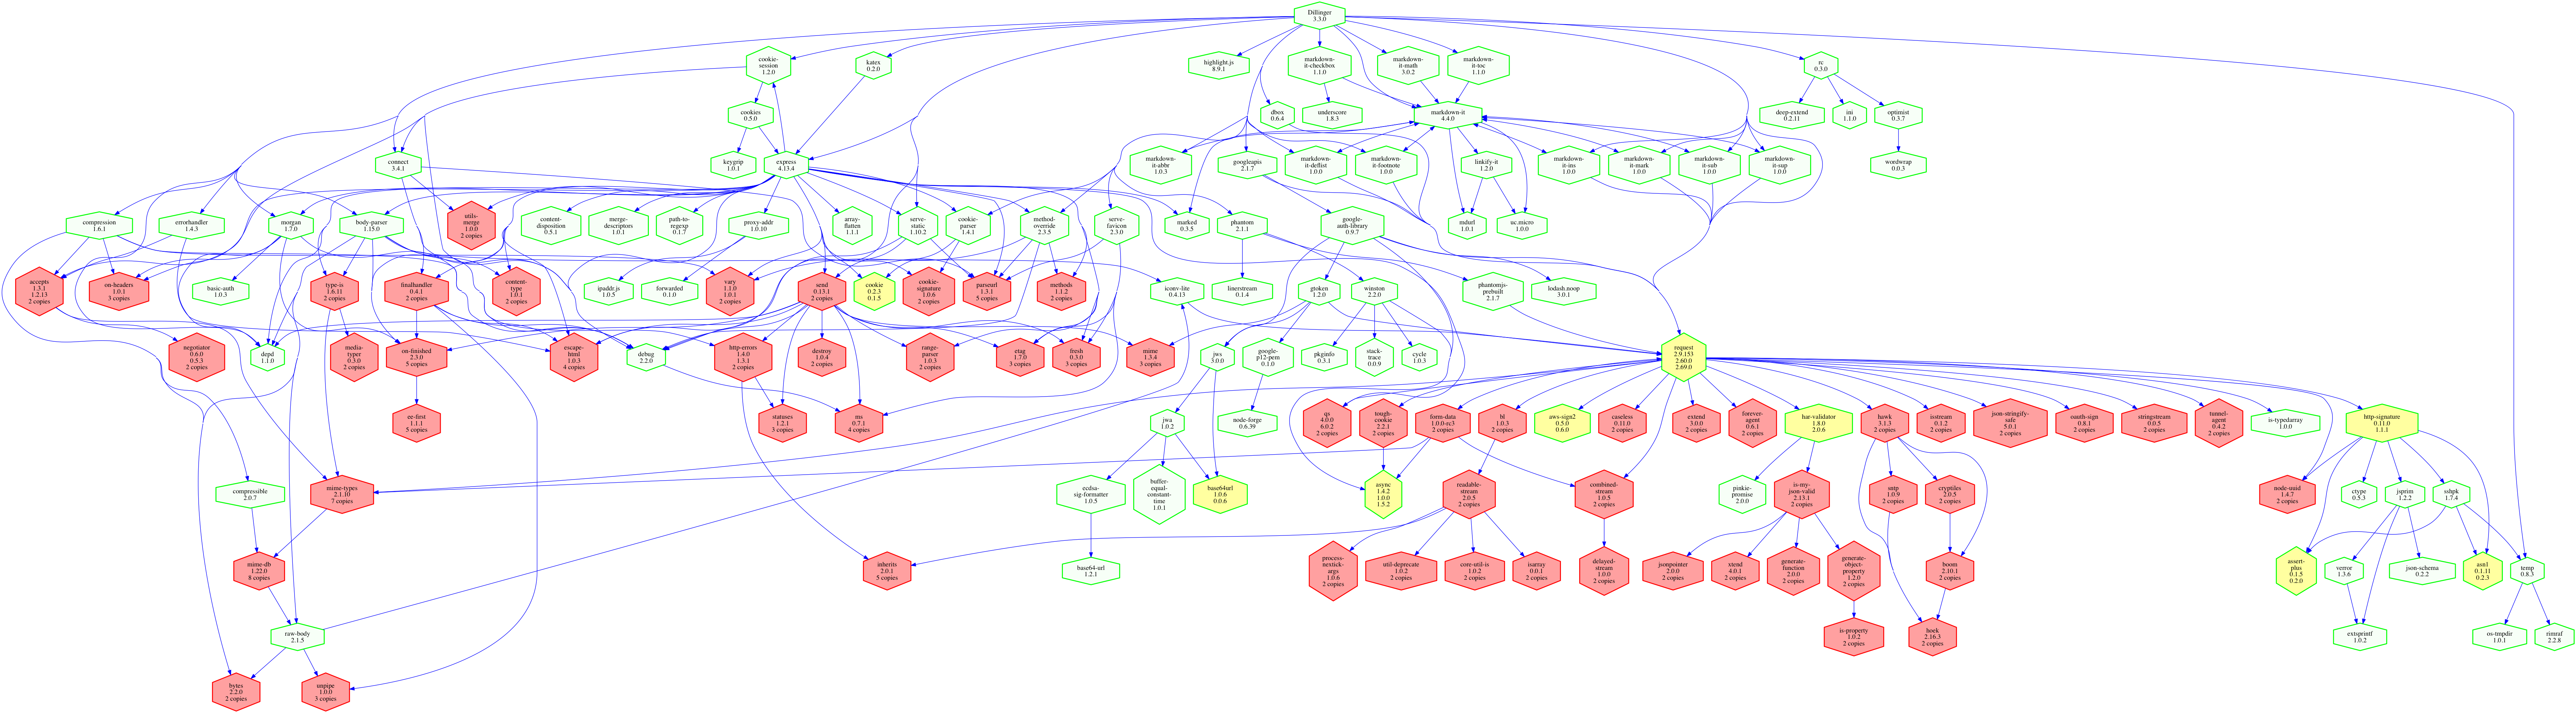 Dillinger
3.3.0
cookie-
session
1.2.0
katex
0.2.0
highlight.js
8.9.1
markdown-
it-checkbox
1.1.0
markdown-
it-math
3.0.2
markdown-
it-toc
1.1.0
rc
0.3.0
cookies
0.5.0
dbox
0.6.4
underscore
1.8.3
markdown-it
4.4.0
deep-extend
0.2.11
ini
1.1.0
optimist
0.3.7
connect
3.4.1
keygrip
1.0.1
express
4.13.4
markdown-
it-abbr
1.0.3
googleapis
2.1.7
markdown-
it-deflist
1.0.0
markdown-
it-footnote
1.0.0
linkify-it
1.2.0
markdown-
it-ins
1.0.0
markdown-
it-mark
1.0.0
markdown-
it-sub
1.0.0
markdown-
it-sup
1.0.0
wordwrap
0.0.3
compression
1.6.1
errorhandler
1.4.3
morgan
1.7.0
body-parser
1.15.0
utils-
merge
1.0.0
2 copies
content-
disposition
0.5.1
merge-
descriptors
1.0.1
path-to-
regexp
0.1.7
proxy-addr
1.0.10
array-
flatten
1.1.1
serve-
static
1.10.2
cookie-
parser
1.4.1
method-
override
2.3.5
serve-
favicon
2.3.0
marked
0.3.5
phantom
2.1.1
google-
auth-library
0.9.7
mdurl
1.0.1
uc.micro
1.0.0
accepts
1.3.1
1.2.13
2 copies
on-headers
1.0.1
3 copies
basic-auth
1.0.3
type-is
1.6.11
2 copies
finalhandler
0.4.1
2 copies
content-
type
1.0.1
2 copies
ipaddr.js
1.0.5
forwarded
0.1.0
vary
1.1.0
1.0.1
2 copies
send
0.13.1
2 copies
cookie
0.2.3
0.1.5
cookie-
signature
1.0.6
2 copies
parseurl
1.3.1
5 copies
methods
1.1.2
2 copies
iconv-lite
0.4.13
linerstream
0.1.4
gtoken
1.2.0
winston
2.2.0
phantomjs-
prebuilt
2.1.7
lodash.noop
3.0.1
negotiator
0.6.0
0.5.3
2 copies
depd
1.1.0
media-
typer
0.3.0
2 copies
on-finished
2.3.0
5 copies
escape-
html
1.0.3
4 copies
debug
2.2.0
http-errors
1.4.0
1.3.1
2 copies
destroy
1.0.4
2 copies
range-
parser
1.0.3
2 copies
etag
1.7.0
3 copies
fresh
0.3.0
3 copies
mime
1.3.4
3 copies
jws
3.0.0
google-
p12-pem
0.1.0
pkginfo
0.3.1
stack-
trace
0.0.9
cycle
1.0.3
request
2.9.153
2.60.0
2.69.0
ee-first
1.1.1
5 copies
statuses
1.2.1
3 copies
ms
0.7.1
4 copies
jwa
1.0.2
node-forge
0.6.39
qs
4.0.0
6.0.2
2 copies
tough-
cookie
2.2.1
2 copies
form-data
1.0.0-rc3
2 copies
bl
1.0.3
2 copies
aws-sign2
0.5.0
0.6.0
caseless
0.11.0
2 copies
extend
3.0.0
2 copies
forever-
agent
0.6.1
2 copies
har-validator
1.8.0
2.0.6
hawk
3.1.3
2 copies
isstream
0.1.2
2 copies
json-stringify-
safe
5.0.1
2 copies
oauth-sign
0.8.1
2 copies
stringstream
0.0.5
2 copies
tunnel-
agent
0.4.2
2 copies
is-typedarray
1.0.0
http-signature
0.11.0
1.1.1
compressible
2.0.7
mime-types
2.1.10
7 copies
ecdsa-
sig-formatter
1.0.5
buffer-
equal-
constant-
time
1.0.1
base64url
1.0.6
0.0.6
async
1.4.2
1.0.0
1.5.2
readable-
stream
2.0.5
2 copies
combined-
stream
1.0.5
2 copies
pinkie-
promise
2.0.0
is-my-
json-valid
2.13.1
2 copies
sntp
1.0.9
2 copies
cryptiles
2.0.5
2 copies
node-uuid
1.4.7
2 copies
ctype
0.5.3
jsprim
1.2.2
sshpk
1.7.4
mime-db
1.22.0
8 copies
inherits
2.0.1
5 copies
base64-url
1.2.1
process-
nextick-
args
1.0.6
2 copies
util-deprecate
1.0.2
2 copies
core-util-is
1.0.2
2 copies
isarray
0.0.1
2 copies
delayed-
stream
1.0.0
2 copies
jsonpointer
2.0.0
2 copies
xtend
4.0.1
2 copies
generate-
function
2.0.0
2 copies
generate-
object-
property
1.2.0
2 copies
boom
2.10.1
2 copies
assert-
plus
0.1.5
0.2.0
verror
1.3.6
json-schema
0.2.2
asn1
0.1.11
0.2.3
temp
0.8.3
raw-body
2.1.5
is-property
1.0.2
2 copies
hoek
2.16.3
2 copies
extsprintf
1.0.2
os-tmpdir
1.0.1
rimraf
2.2.8
bytes
2.2.0
2 copies
unpipe
1.0.0
3 copies